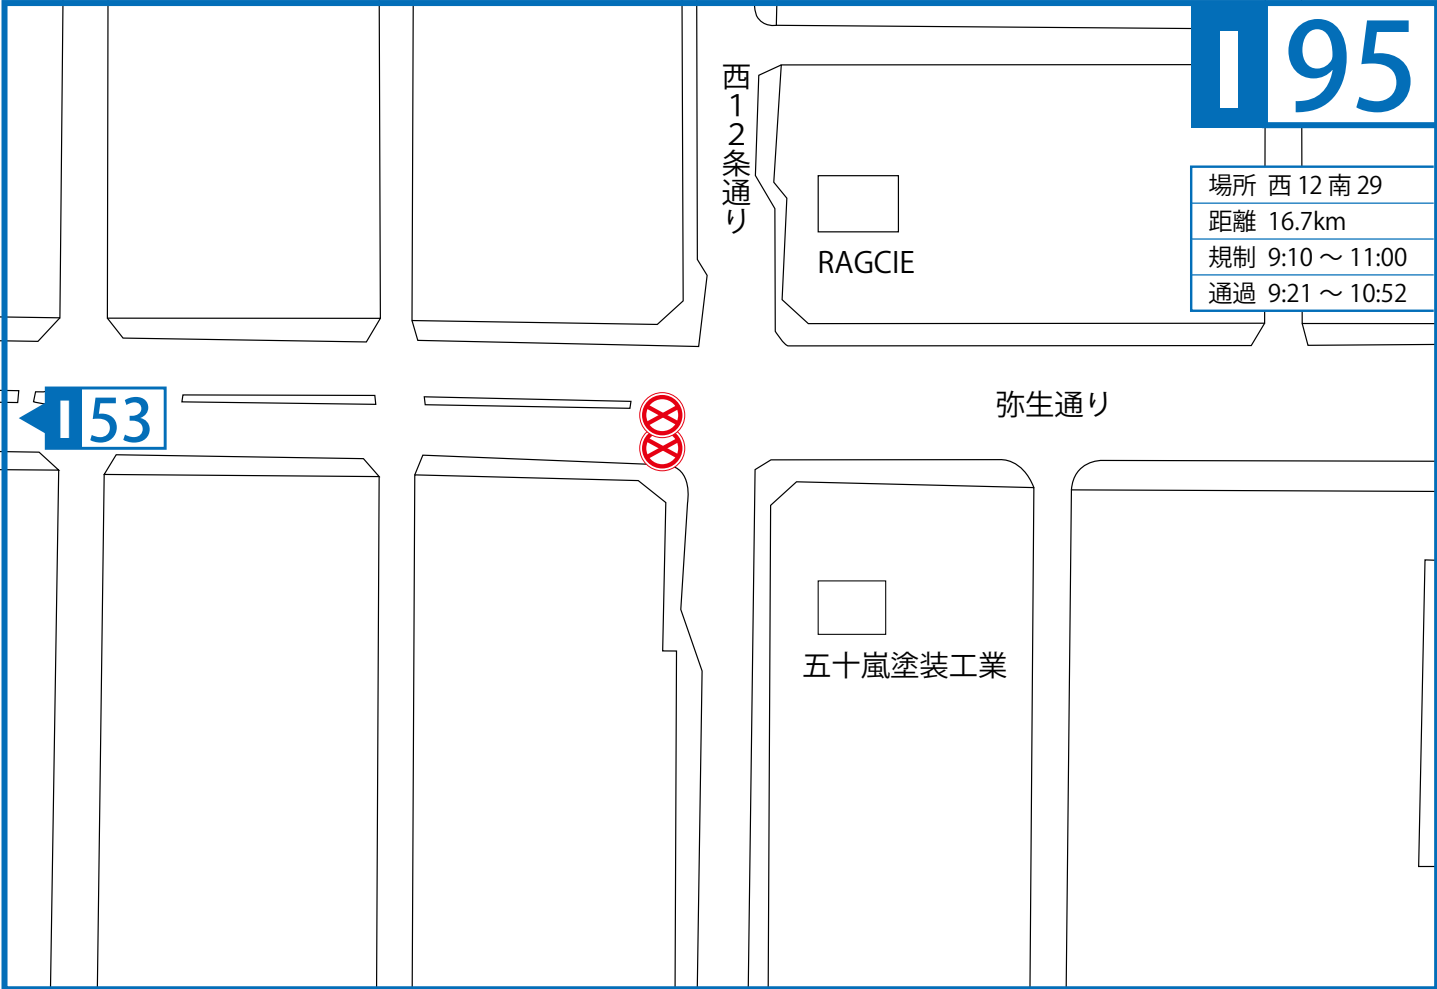 I 95
場所 西 12 南 29
距離 16.7km
規制 9:10 ～ 11:00
通過 9:21 ～ 10:52
西12条通り
RAGCIE
弥生通り
I 53
五十嵐塗装工業